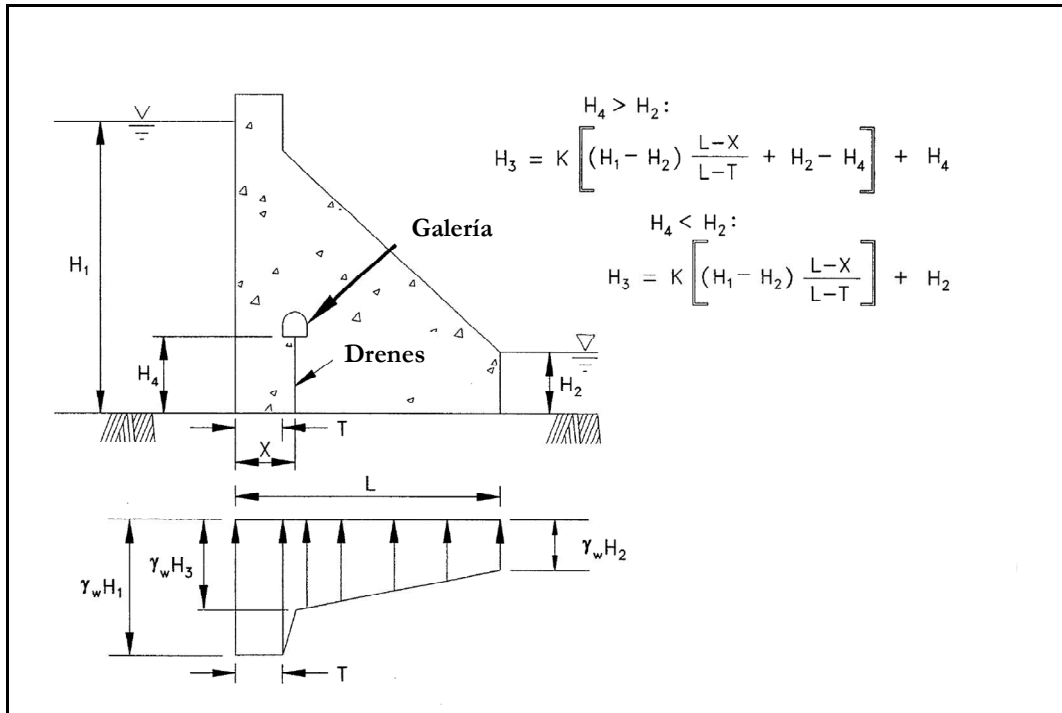 H₄ > H₂:
H₃ = K[(H₁ − H₂) L−X/L−T + H₂ − H₄] + H₄
H₄ < H₂:
H₃ = K[(H₁ − H₂) L−X/L−T] + H₂
Galería
H₁
Drenes
H₄
H₂
T
X
L
γwH₃
γwH₂
γwH₁
T